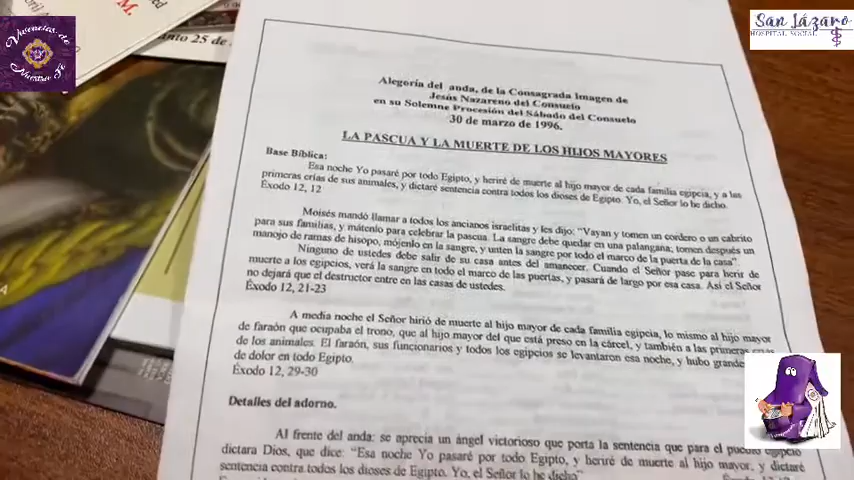 Vivencias de
Nuestra Fe
M.
anto 25 de
San Lázaro
HOSPITAL SOCIAL
Alegoría del anda, de la Consagrada Imagen de
Jesús Nazareno del Consuelo
en su Solemne Procesión del Sábado del Consuelo
30 de marzo de 1996.
LA PASCUA Y LA MUERTE DE LOS HIJOS MAYORES
Base Bíblica:
Esa noche Yo pasaré por todo Egipto, y heriré de muerte al hijo mayor de cada familia egipcia, y a las
primeras crías de sus animales, y dictaré sentencia contra todos los dioses de Egipto. Yo, el Señor lo he dicho.
Éxodo 12, 12
Moisés mandó llamar a todos los ancianos israelitas y les dijo: "Vayan y tomen un cordero o un cabrito
para sus familias, y mátenlo para celebrar la pascua. La sangre debe quedar en una palangana; tomen después un
manojo de ramas de hisopo, mójenlo en la sangre, y unten la sangre por todo el marco de la puerta de la casa".
Ninguno de ustedes debe salir de su casa antes del amanecer. Cuando el Señor pase para herir de
muerte a los egipcios, verá la sangre en todo el marco de las puertas, y pasará de largo por esa casa. Así el Señor
no dejará que el destructor entre en las casas de ustedes.
Éxodo 12, 21-23
A media noche el Señor hirió de muerte al hijo mayor de cada familia egipcia, lo mismo al hijo mayor
de faraón que ocupaba el trono, que al hijo mayor del que está preso en la cárcel, y también a las primeras
de los animales. El faraón, sus funcionarios y todos los egipcios se levantaron esa noche, y hubo grande
de dolor en todo Egipto.
Éxodo 12, 29-30
Detalles del adorno.
Al frente del anda: se aprecia un ángel victorioso que porta la sentencia que para el pueblo egipcio
dictara Dios, que dice: "Esa noche Yo pasaré por todo Egipto, y heriré de muerte al hijo mayor; y dictaré
sentencia contra todos los dioses de Egipto. Yo, el Señor lo he dicho"